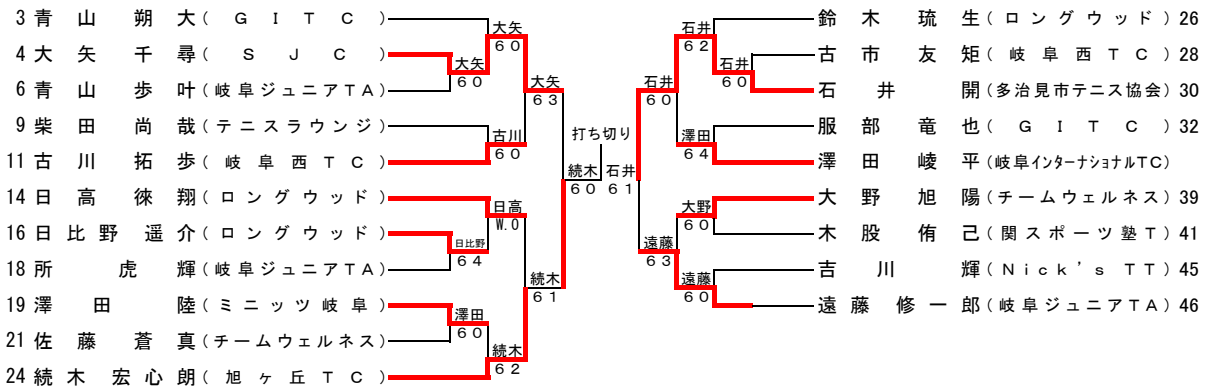 3 青山朔大(GITC)
4 大矢千尋(SJC)
6 青山歩叶(岐阜ジュニアTA)
9 柴田尚哉(テニスラウンジ)
11 古川拓歩(岐阜西TC)
14 日高徠翔(ロングウッド)
16 日比野遥介(ロングウッド)
18 所虎輝(岐阜ジュニアTA)
19 澤田陸(ミニッツ岐阜)
21 佐藤蒼真(チームウェルネス)
24 続木宏心朗(旭ヶ丘TC)
大矢
60
大矢
60
大矢
63
古川
60
日高
W.0
日比野
64
続木
61
澤田
60
続木
62
打ち切り
続木
60
石井
61
石井
62
石井
60
石井
60
澤田
64
大野
60
遠藤
63
遠藤
60
鈴木琉生(ロングウッド) 26
古市友矩(岐阜西TC) 28
石井開(多治見市テニス協会) 30
服部竜也(GITC) 32
澤田崚平(岐阜インターナショナルTC)
大野旭陽(チームウェルネス) 39
木股侑己(関スポーツ塾T) 41
吉川輝(Nick's TT) 45
遠藤修一郎(岐阜ジュニアTA) 46